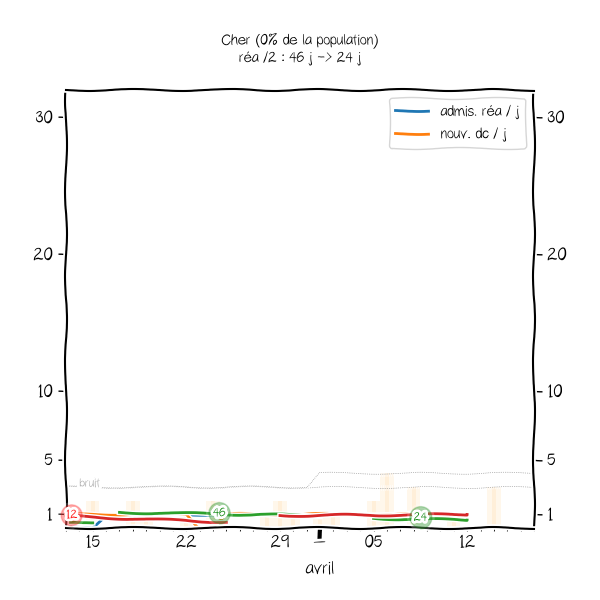 Cher (0% de la population)
réa /2 : 46 j -> 24 j
admis. réa / j
nouv. dc / j
30 30
20 20
10 10
5 5
bruit
1 12 46 24 1
15 22 29 1 05 12
avril